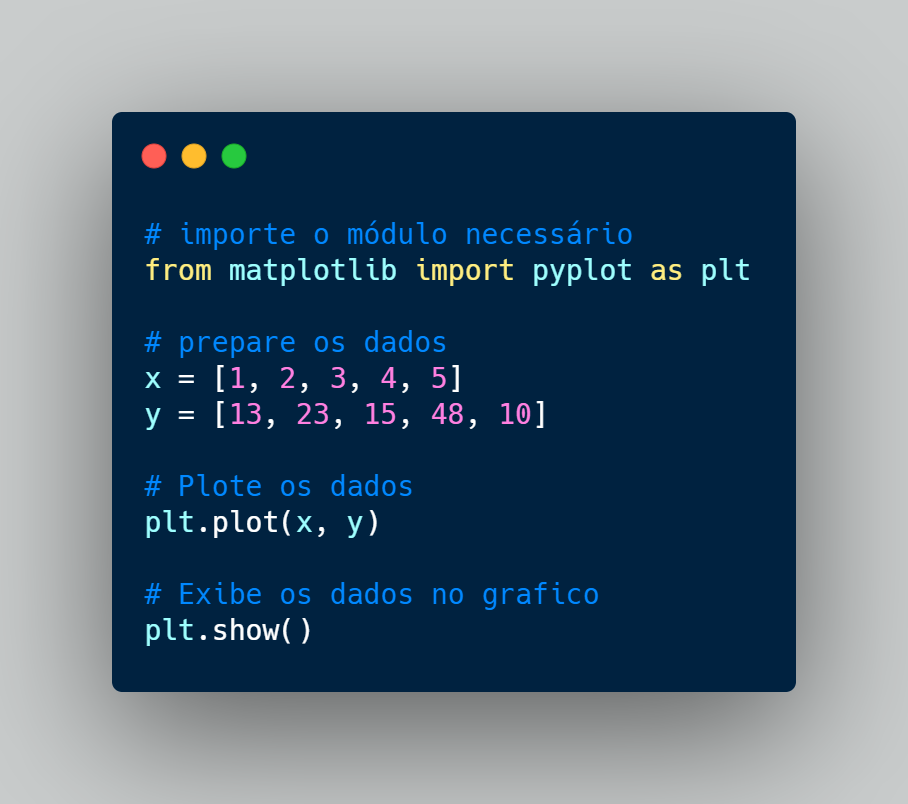 # importe o módulo necessário
from matplotlib import pyplot as plt
# prepare os dados
x = [1, 2, 3, 4, 5]
y = [13, 23, 15, 48, 10]
# Plote os dados
plt.plot(x, y)
# Exibe os dados no grafico
plt.show()